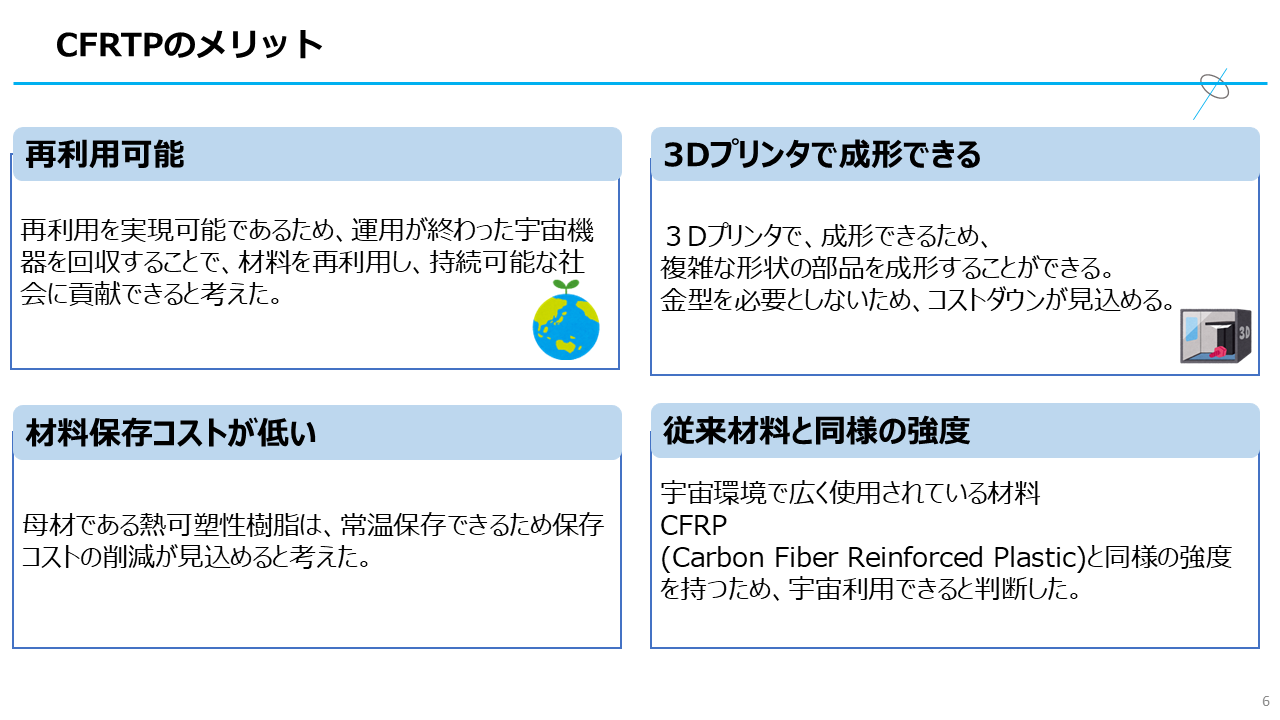 CFRTPのメリット
再利用可能
再利用を実現可能であるため、運用が終わった宇宙機
器を回収することで、材料を再利用し、持続可能な社
会に貢献できると考えた。
3Dプリンタで成形できる
３Dプリンタで、成形できるため、
複雑な形状の部品を成形することができる。
金型を必要としないため、コストダウンが見込める。
3D
材料保存コストが低い
母材である熱可塑性樹脂は、常温保存できるため保存
コストの削減が見込めると考えた。
従来材料と同様の強度
宇宙環境で広く使用されている材料
CFRP
(Carbon Fiber Reinforced Plastic)と同様の強度
を持つため、宇宙利用できると判断した。
6